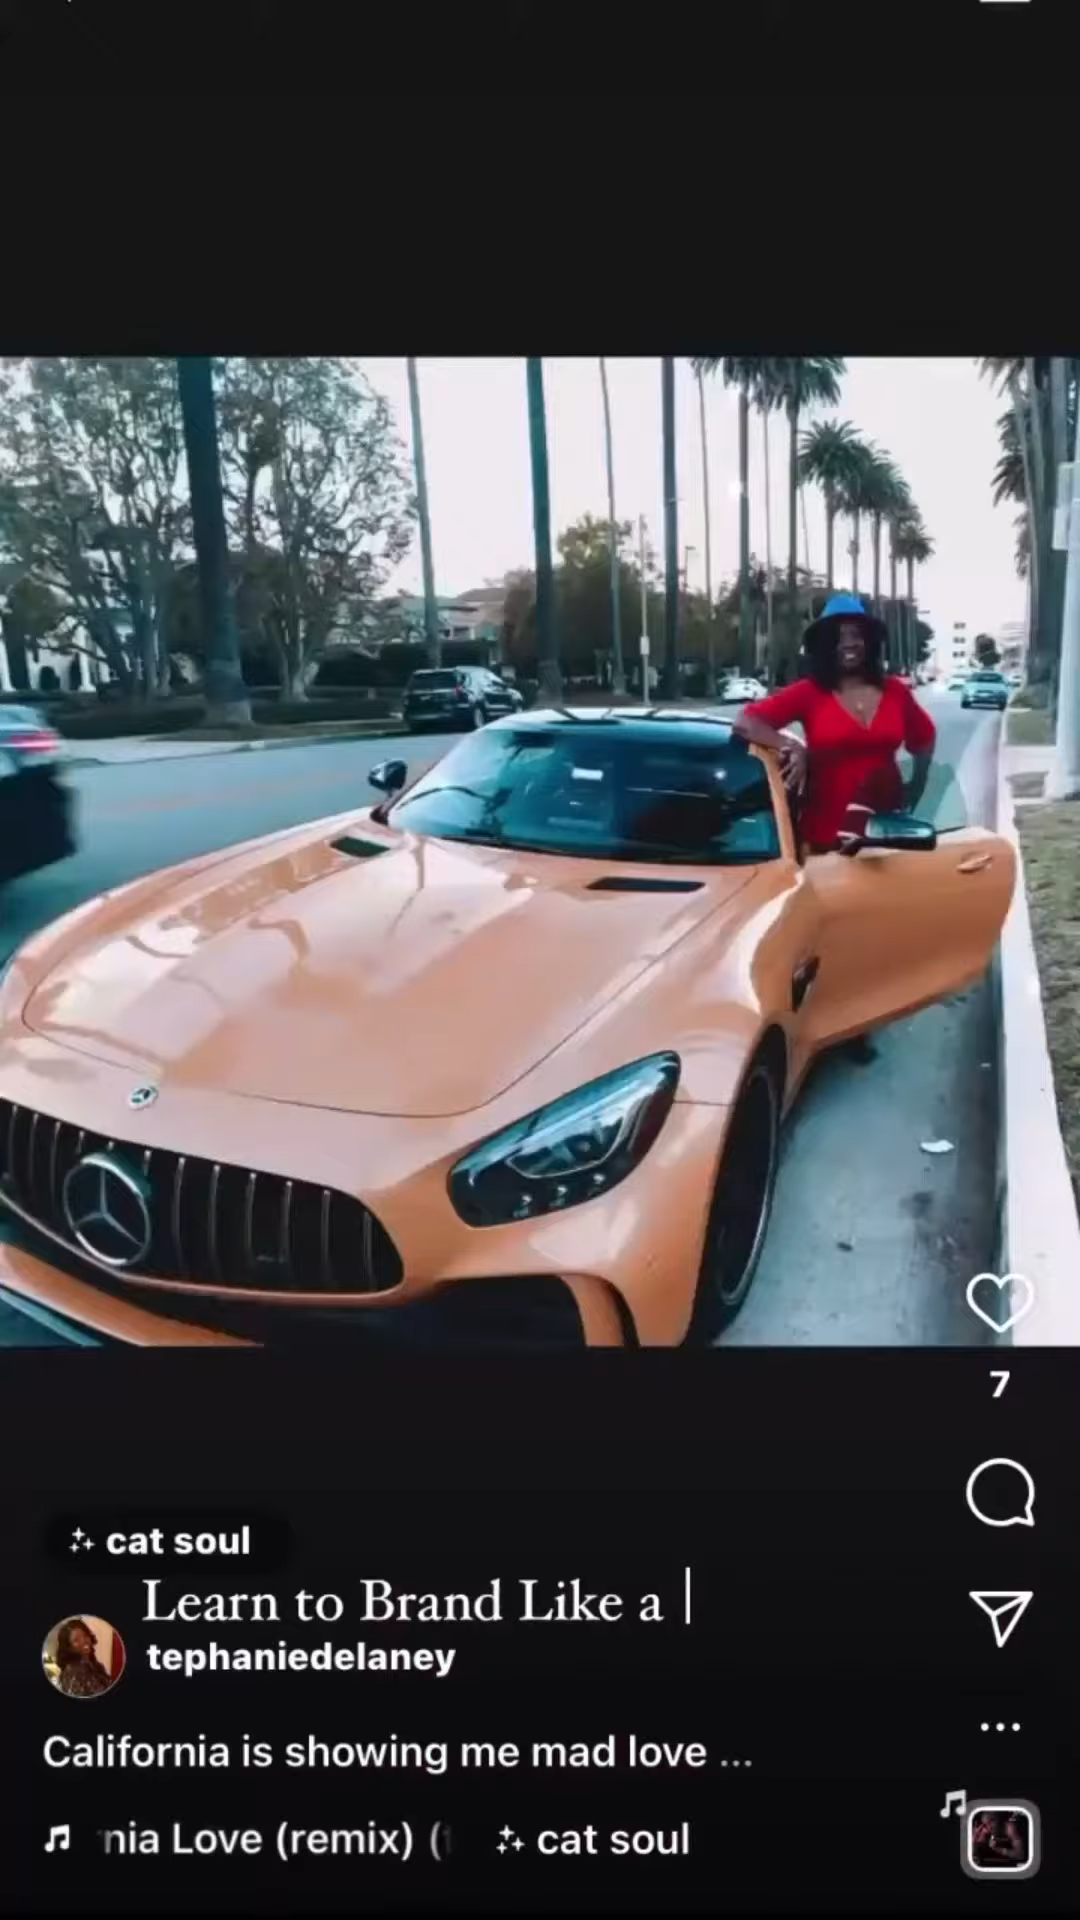 7
cat soul
Learn to Brand Like a
tephaniedelaney
California is showing me mad love ...
nia Love (remix) (
cat soul